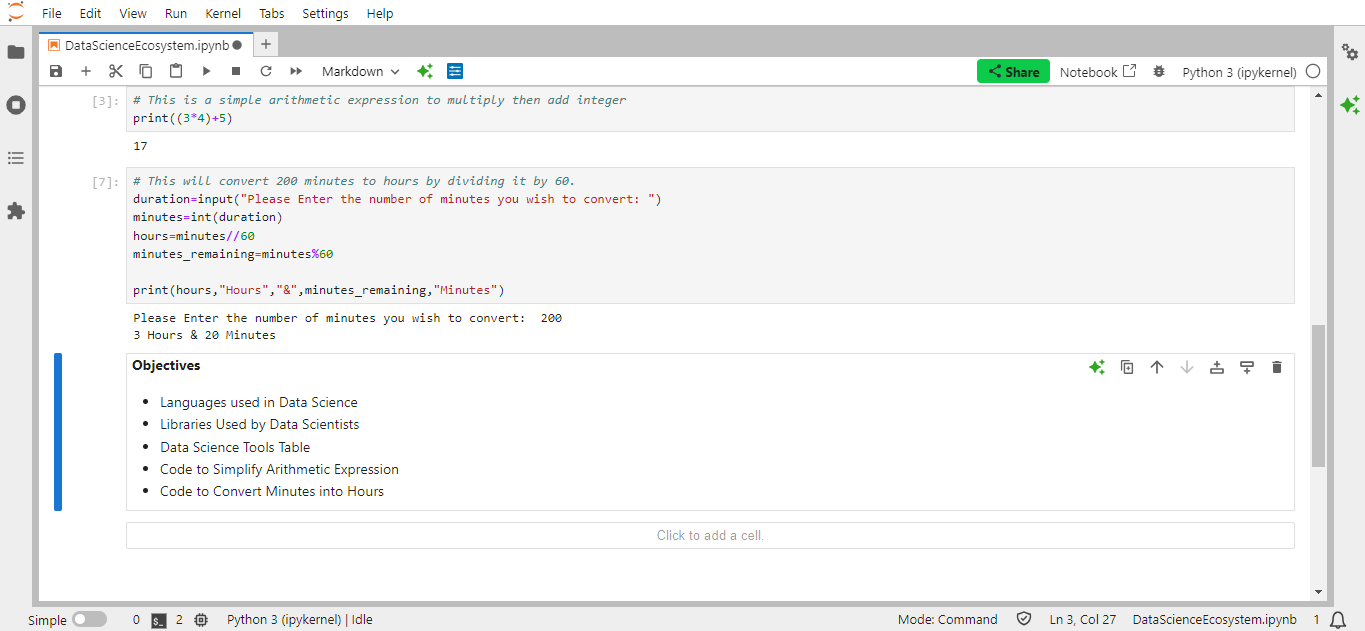 File Edit View Run Kernel Tabs Settings Help
DataScienceEcosystem.ipynb
Markdown Share Notebook Python 3 (ipykernel)
[3]: # This is a simple arithmetic expression to multiply then add integer
print((3*4)+5)
17
[7]: # This will convert 200 minutes to hours by dividing it by 60.
duration=input("Please Enter the number of minutes you wish to convert: ")
minutes=int(duration)
hours=minutes//60
minutes_remaining=minutes%60
print(hours,"Hours","&",minutes_remaining,"Minutes")
Please Enter the number of minutes you wish to convert:  200
3 Hours & 20 Minutes
Objectives
• Languages used in Data Science
• Libraries Used by Data Scientists
• Data Science Tools Table
• Code to Simplify Arithmetic Expression
• Code to Convert Minutes into Hours
Click to add a cell.
Simple 0 $_ 2 Python 3 (ipykernel) | Idle Mode: Command Ln 3, Col 27 DataScienceEcosystem.ipynb 1